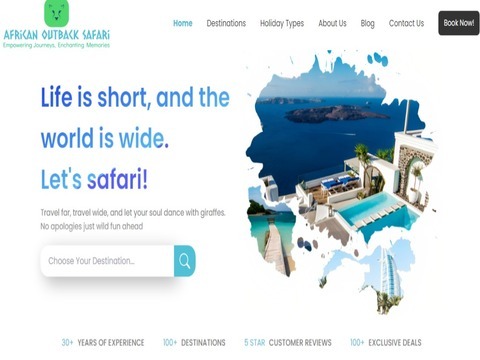 AFRICAN OUTBACK SAFARI
Empowering Journeys, Enchanting Memories
Home Destinations Holiday Types About Us Blog Contact Us Book Now!
Life is short, and the
world is wide.
Let's safari!
Travel far, travel wide, and let your soul dance with giraffes.
No apologies just wild fun ahead
Choose Your Destination...
30+ YEARS OF EXPERIENCE 100+ DESTINATIONS 5 STAR CUSTOMER REVIEWS 100+ EXCLUSIVE DEALS